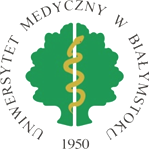 UNIWERSYTET MEDYCZNY W BIAŁYMSTOKU
1950